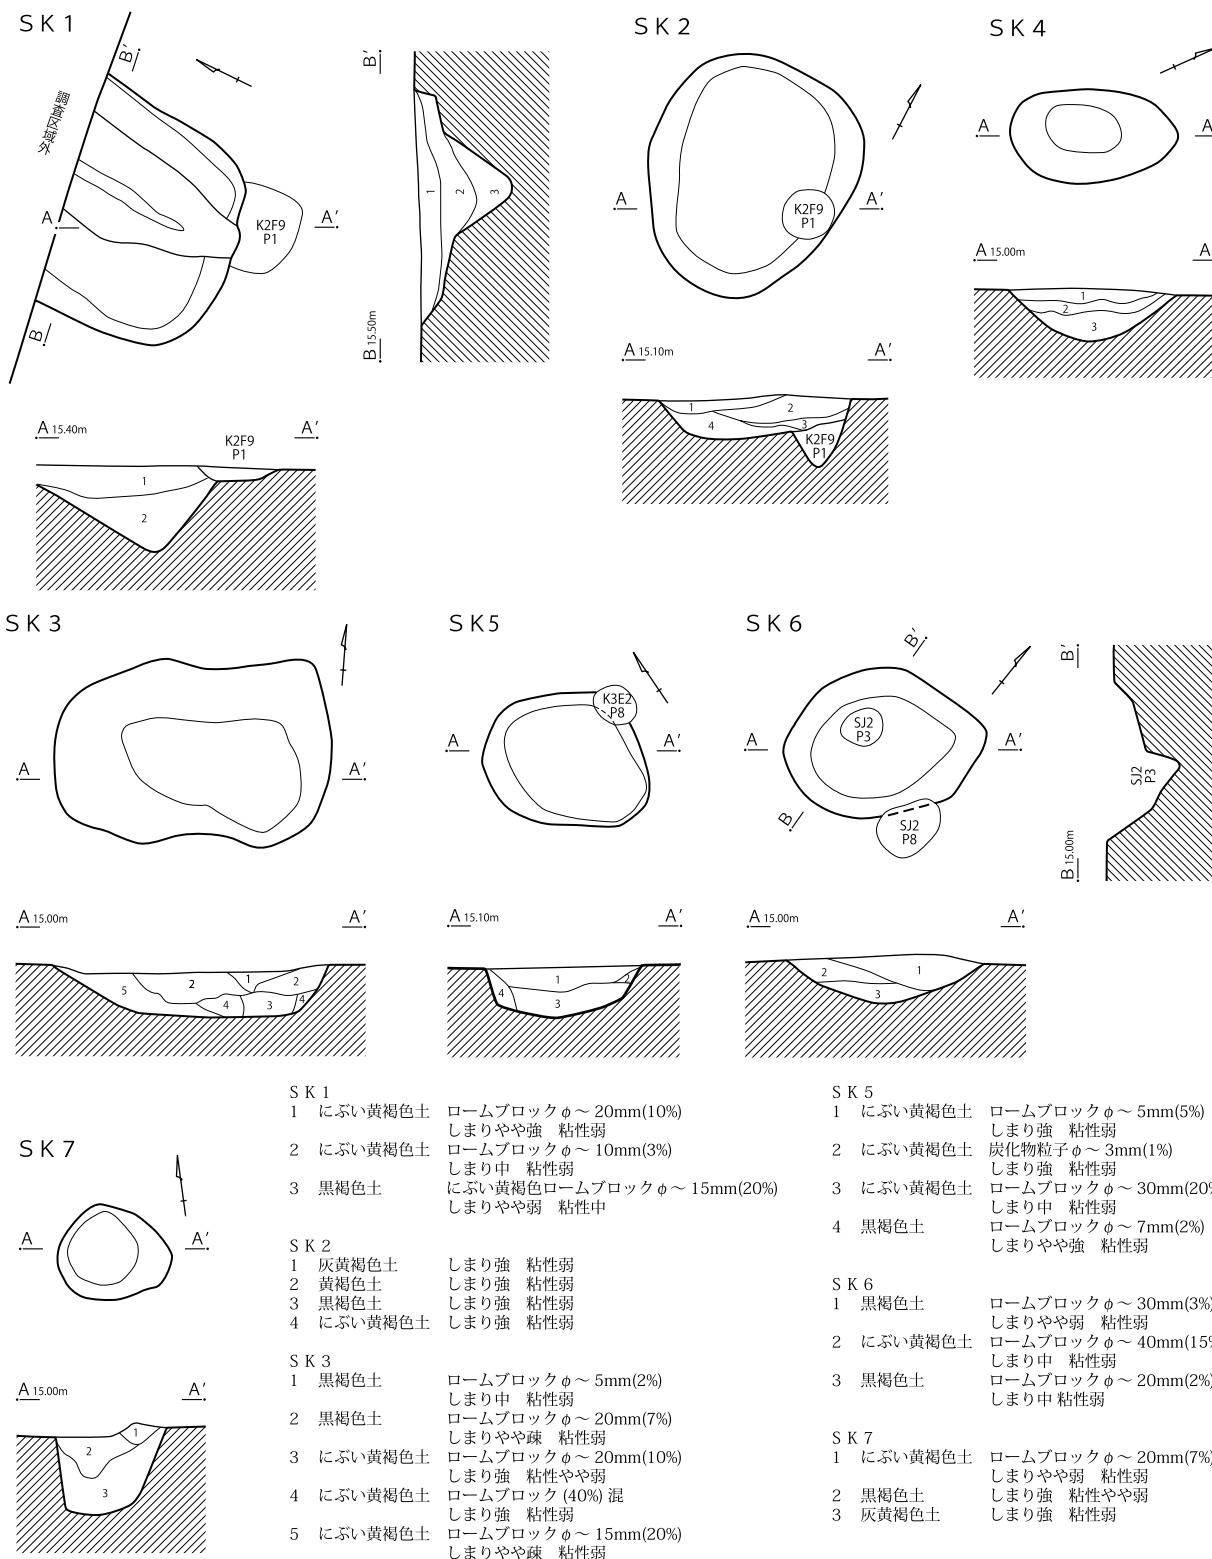 SK1
B'
調査区域外
A
K2F9
P1
A'
B
B'
1
2
3
B 15.50m
A 15.40m
K2F9
P1
A'
1
2
SK2
A
K2F9
P1
A'
A 15.10m
A'
1
2
3
4
K2F9
P1
SK4
A
A
A 15.00m
A
1
2
3
SK3
A
A'
A 15.00m
A'
5
2
1
2
4
3
4
SK5
K3E2
P8
A
A'
A 15.10m
A'
1
2
3
4
SK6
B'
SJ2
P3
A
A'
B
SJ2
P8
B'
SJ2
P3
B 15.00m
A 15.00m
A'
1
2
3
SK7
A
A'
A 15.00m
A'
1
2
3
SK1
1 にぶい黄褐色土 ロームブロックφ～20mm(10%)
しまりやや強 粘性弱
2 にぶい黄褐色土 ロームブロックφ～10mm(3%)
しまり中 粘性弱
3 黒褐色土 にぶい黄褐色ロームブロックφ～15mm(20%)
しまりやや弱 粘性中
SK2
1 灰黄褐色土 しまり強 粘性弱
2 黄褐色土 しまり強 粘性弱
3 黒褐色土 しまり強 粘性弱
4 にぶい黄褐色土 しまり強 粘性弱
SK3
1 黒褐色土 ロームブロックφ～5mm(2%)
しまり中 粘性弱
2 黒褐色土 ロームブロックφ～20mm(7%)
しまりやや疎 粘性弱
3 にぶい黄褐色土 ロームブロックφ～20mm(10%)
しまり強 粘性やや弱
4 にぶい黄褐色土 ロームブロック(40%)混
しまり強 粘性弱
5 にぶい黄褐色土 ロームブロックφ～15mm(20%)
しまりやや疎 粘性弱
SK5
1 にぶい黄褐色土 ロームブロックφ～5mm(5%)
しまり強 粘性弱
2 にぶい黄褐色土 炭化物粒子φ～3mm(1%)
しまり強 粘性弱
3 にぶい黄褐色土 ロームブロックφ～30mm(20%
しまり中 粘性弱
4 黒褐色土 ロームブロックφ～7mm(2%)
しまりやや強 粘性弱
SK6
1 黒褐色土 ロームブロックφ～30mm(3%)
しまりやや弱 粘性弱
2 にぶい黄褐色土 ロームブロックφ～40mm(15%
しまり中 粘性弱
3 黒褐色土 ロームブロックφ～20mm(2%)
しまり中 粘性弱
SK7
1 にぶい黄褐色土 ロームブロックφ～20mm(7%)
しまりやや弱 粘性弱
2 黒褐色土 しまり強 粘性やや弱
3 灰黄褐色土 しまり強 粘性弱